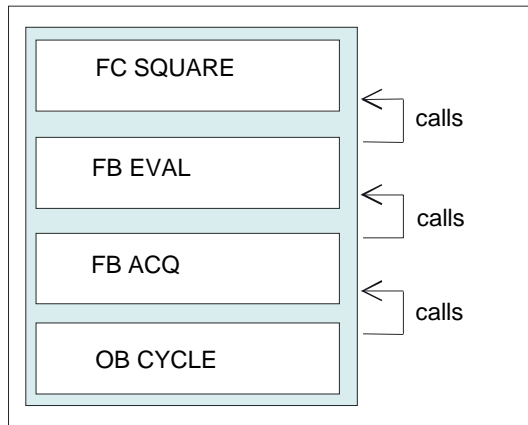 FC SQUARE
calls
FB EVAL
calls
FB ACQ
calls
OB CYCLE